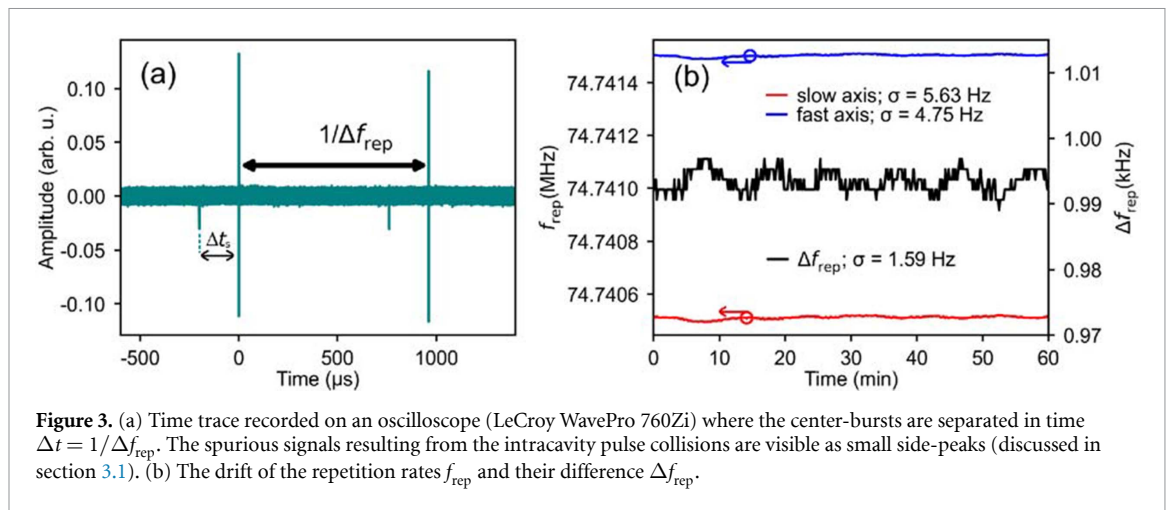 (a)
1/Δf_rep
Δt_s
0.10
0.05
0.00
-0.05
-0.10
Amplitude (arb. u.)
-500 0 500 1000
Time (μs)
(b)
slow axis; σ = 5.63 Hz
fast axis; σ = 4.75 Hz
Δf_rep; σ = 1.59 Hz
74.7414
74.7412
74.7410
74.7408
74.7406
f_rep(MHz)
1.01
1.00
0.99
0.98
0.97
Δf_rep(kHz)
0 10 20 30 40 50 60
Time (min)
Figure 3. (a) Time trace recorded on an oscilloscope (LeCroy WavePro 760Zi) where the center-bursts are separated in time
Δt = 1/Δf_rep. The spurious signals resulting from the intracavity pulse collisions are visible as small side-peaks (discussed in
section 3.1). (b) The drift of the repetition rates f_rep and their difference Δf_rep.